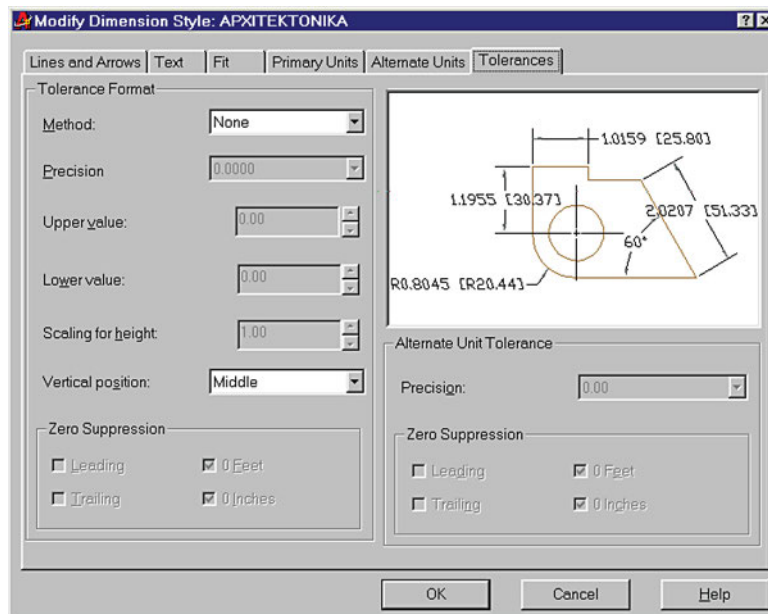 Modify Dimension Style: ΑΡΧΙΤΕΚΤΟΝΙΚΑ
Lines and Arrows
Text
Fit
Primary Units
Alternate Units
Tolerances
Tolerance Format
Method:
None
Precision
0.0000
Upper value:
0.00
Lower value:
0.00
Scaling for height:
1.00
Vertical position:
Middle
Zero Suppression
Leading
0 Feet
Trailing
0 Inches
1.0159 [25.80]
1.1955 [30.37]
2.0207 [51.33]
60°
R0.8045 [R20.44]
Alternate Unit Tolerance
Precision:
0.00
Zero Suppression
Leading
0 Feet
Trailing
0 Inches
OK
Cancel
Help